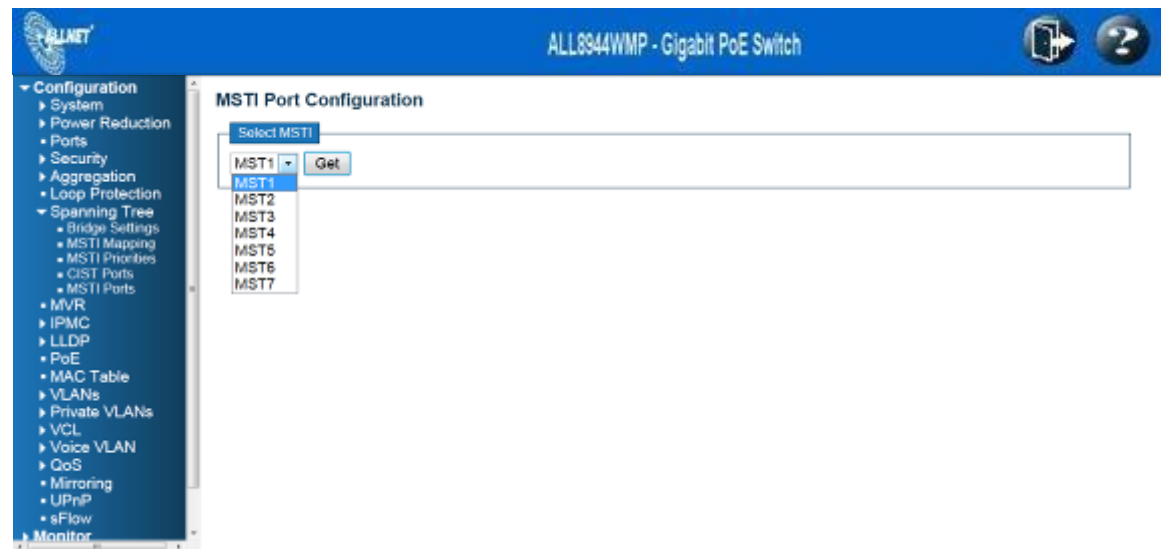 ALLNET
ALL8944WMP - Gigabit PoE Switch
?
Configuration
System
Power Reduction
Ports
Security
Aggregation
Loop Protection
Spanning Tree
Bridge Settings
MSTI Mapping
MSTI Priorities
CIST Ports
MSTI Ports
MVR
IPMC
LLDP
PoE
MAC Table
VLANs
Private VLANs
VCL
Voice VLAN
QoS
Mirroring
UPnP
sFlow
Monitor
MSTI Port Configuration
Select MSTI
MST1 Get
MST1
MST2
MST3
MST4
MST5
MST6
MST7